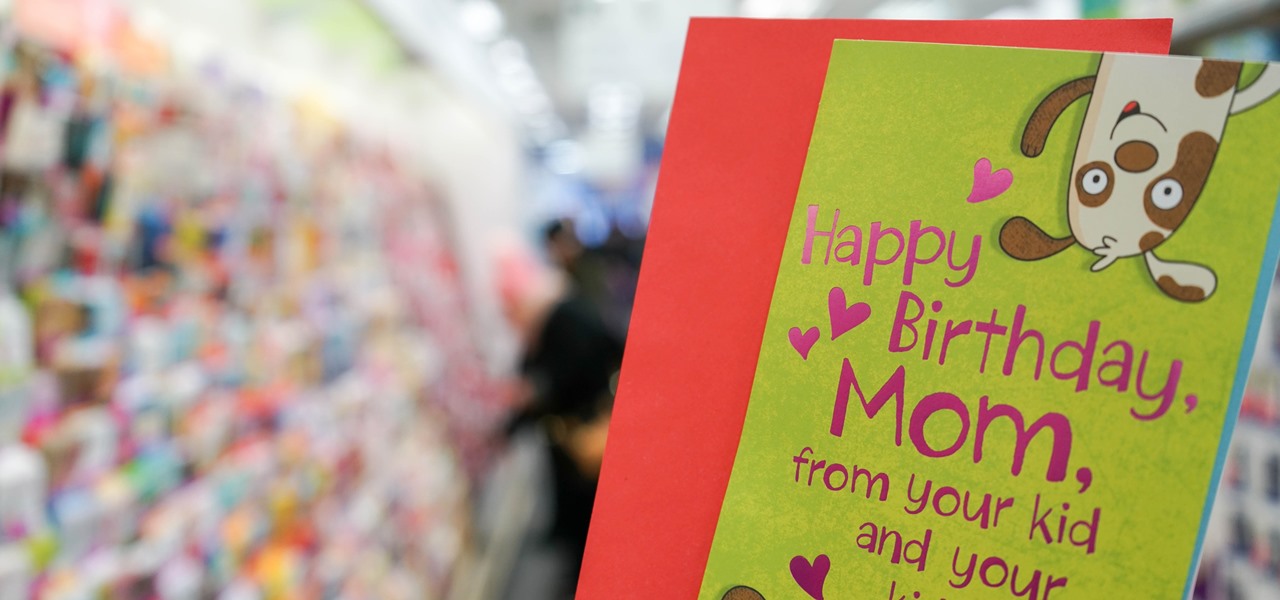 Happy
Birthday,
Mom,
from your kid
and your